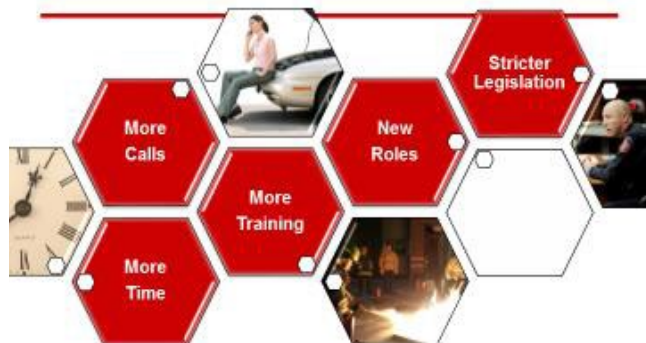 Stricter
Legislation
More
Calls
New
Roles
More
Training
More
Time